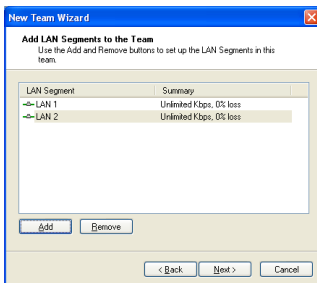 New Team Wizard
Add LAN Segments to the Team
Use the Add and Remove buttons to set up the LAN Segments in this
team.
LAN Segment Summary
LAN 1 Unlimited Kbps, 0% loss
LAN 2 Unlimited Kbps, 0% loss
Add Remove
< Back Next > Cancel